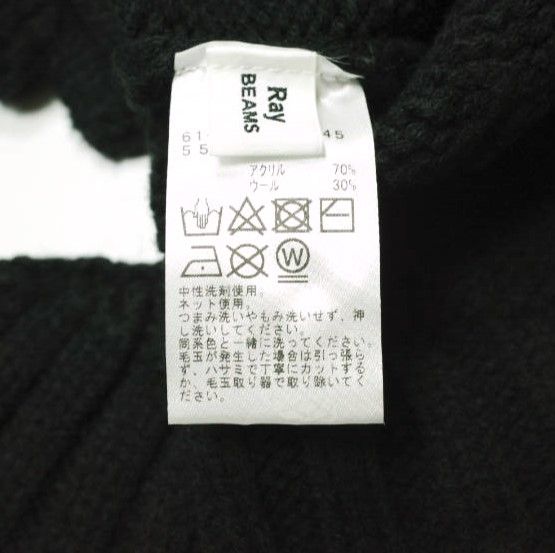 Ray
BEAMS
61
45
5 5
アクリル 70%
ウール 30%
W
中性洗剤使用。
ネット使用。
つまみ洗いやもみ洗いせず、押
し洗いしてください。
同系色と一緒に洗ってください。
毛玉が発生した場合は引っ張ら
ず、ハサミで丁寧にカットする
か、毛玉取り器で取り除いてく
ださい。